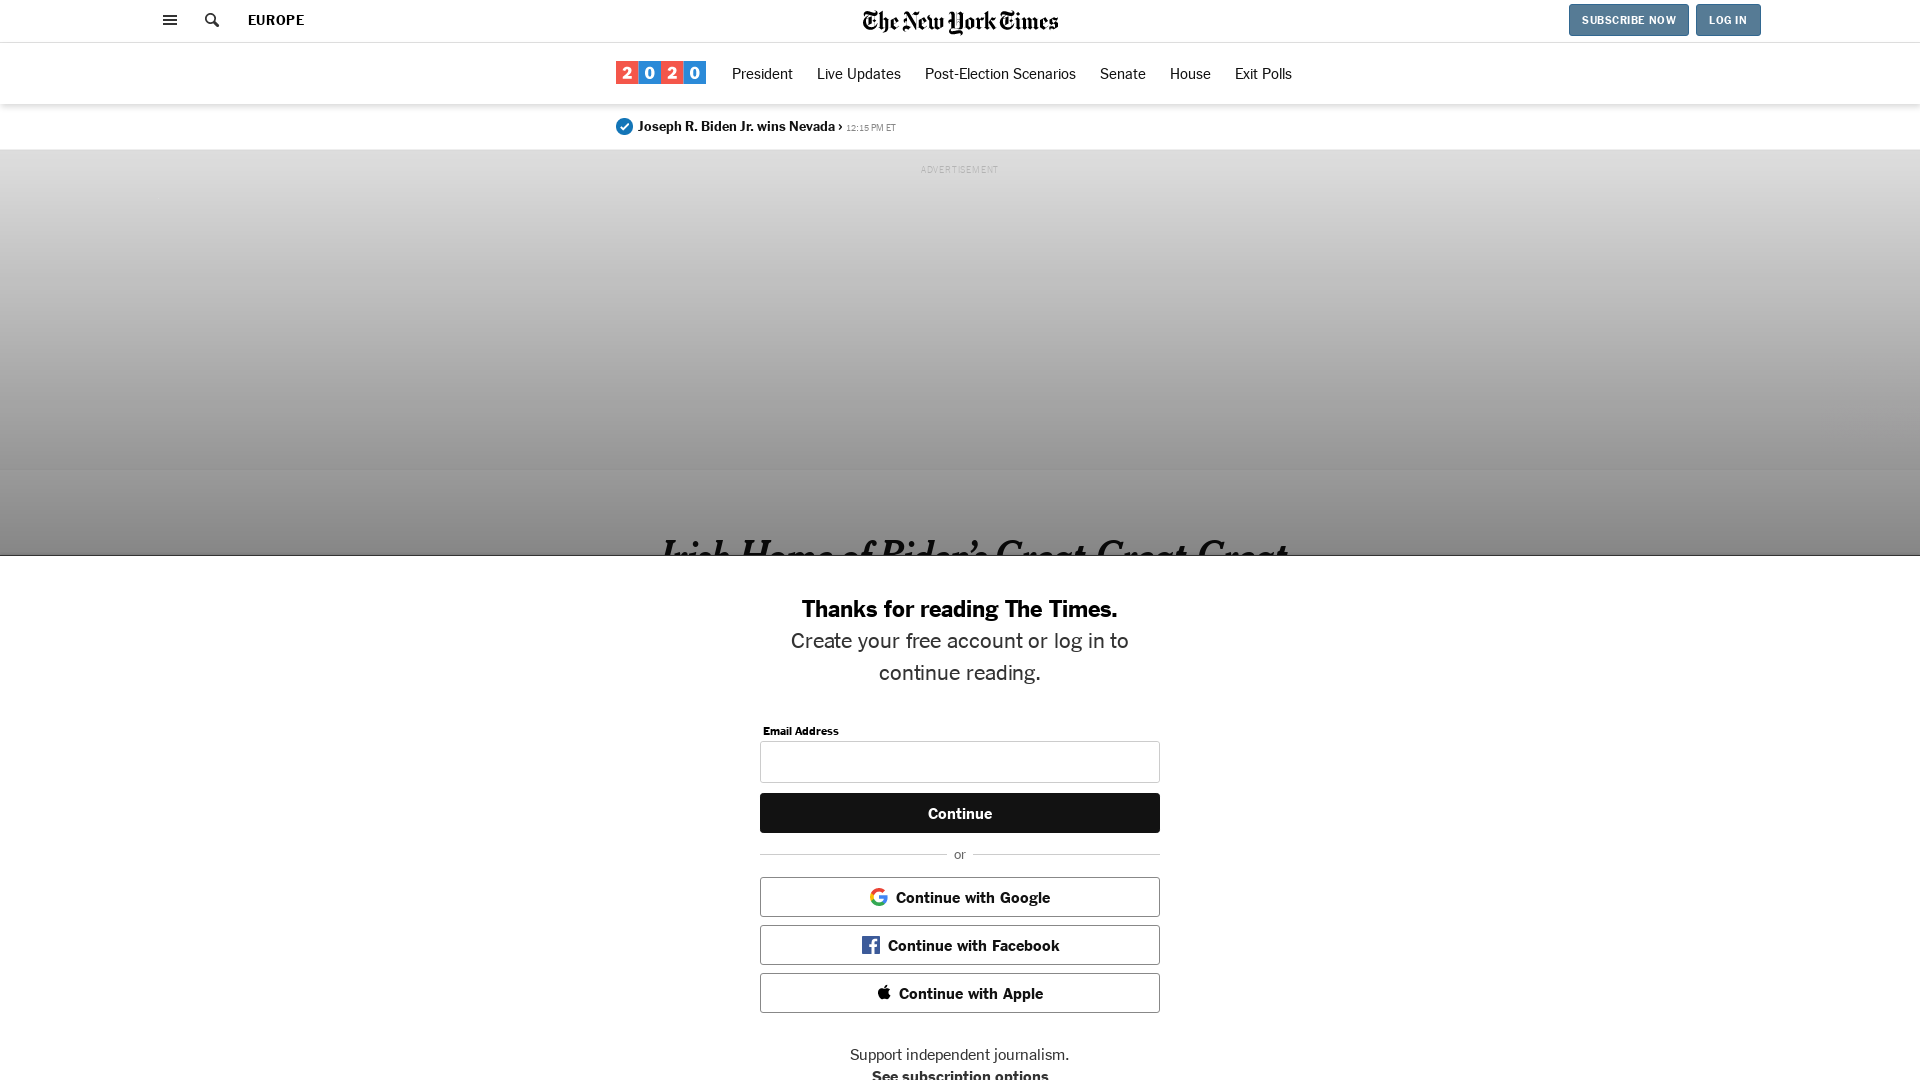 EUROPE
The New York Times
SUBSCRIBE NOW
LOG IN
2020
President
Live Updates
Post-Election Scenarios
Senate
House
Exit Polls
Joseph R. Biden Jr. wins Nevada › 12:15 PM ET
ADVERTISEMENT
Irish Home of Biden's Great-Great-Great-
Thanks for reading The Times.
Create your free account or log in to
continue reading.
Email Address
Continue
or
Continue with Google
Continue with Facebook
Continue with Apple
Support independent journalism.
See subscription options